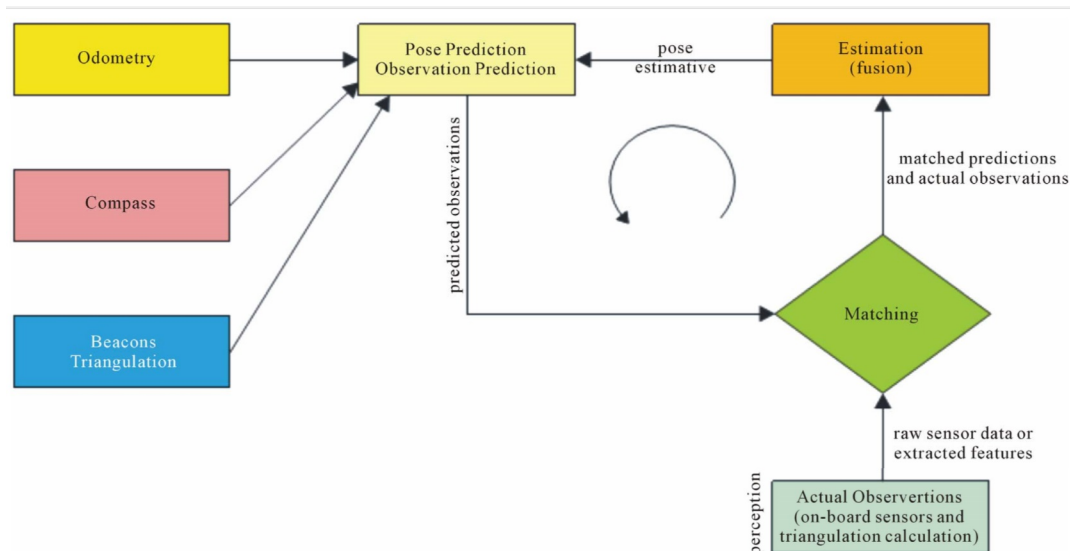 Odometry
Pose Prediction
Observation Prediction
pose
estimative
Estimation
(fusion)
Compass
predicted observations
matched predictions
and actual observations
Beacons
Triangulation
Matching
raw sensor data or
extracted features
erception
Actual Observertions
(on-board sensors and
triangulation calculation)